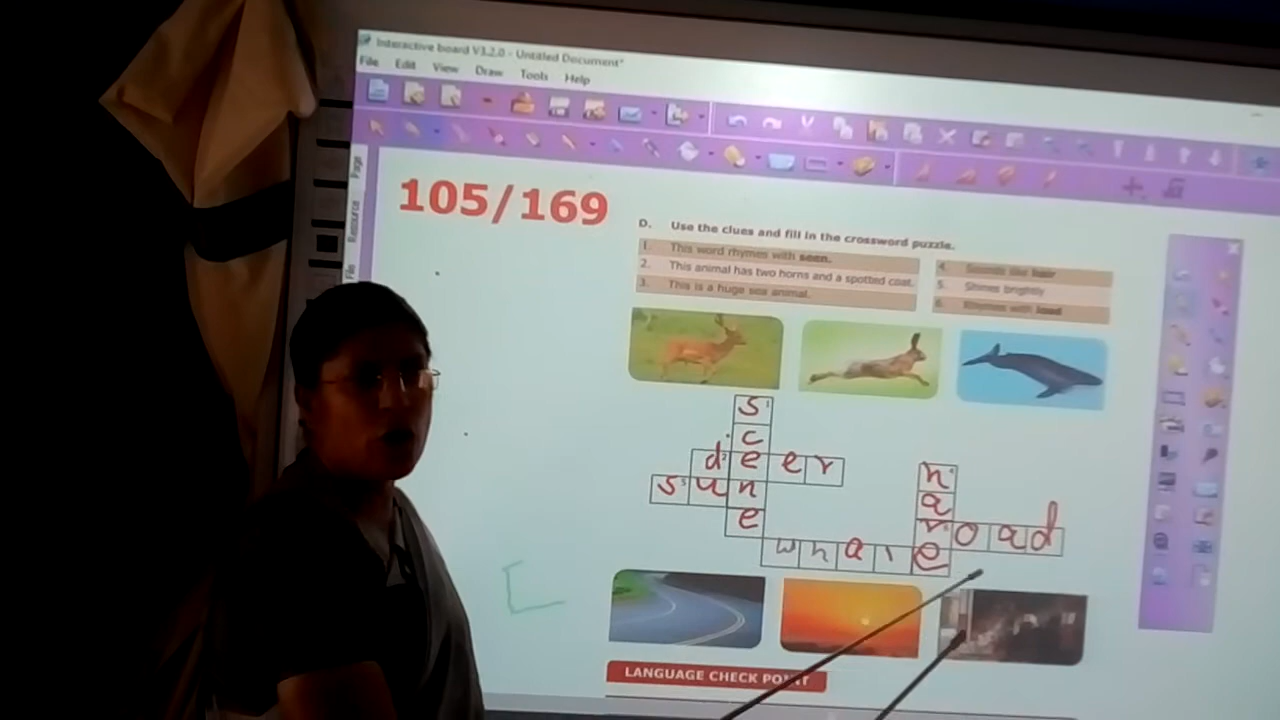 Interactive board V3.2.0 - Untitled Document*
File Edit View Draw Tools Help
Page
Resource
File
105/169
D. Use the clues and fill in the crossword puzzle.
1. This word rhymes with seen.
2. This animal has two horns and a spotted coat.
3. This is a huge sea animal.
4. Sounds like hair
5. Shines brightly
6. Rhymes with load
scene
deer
sun
hare
road
whale
LANGUAGE CHECK POINT